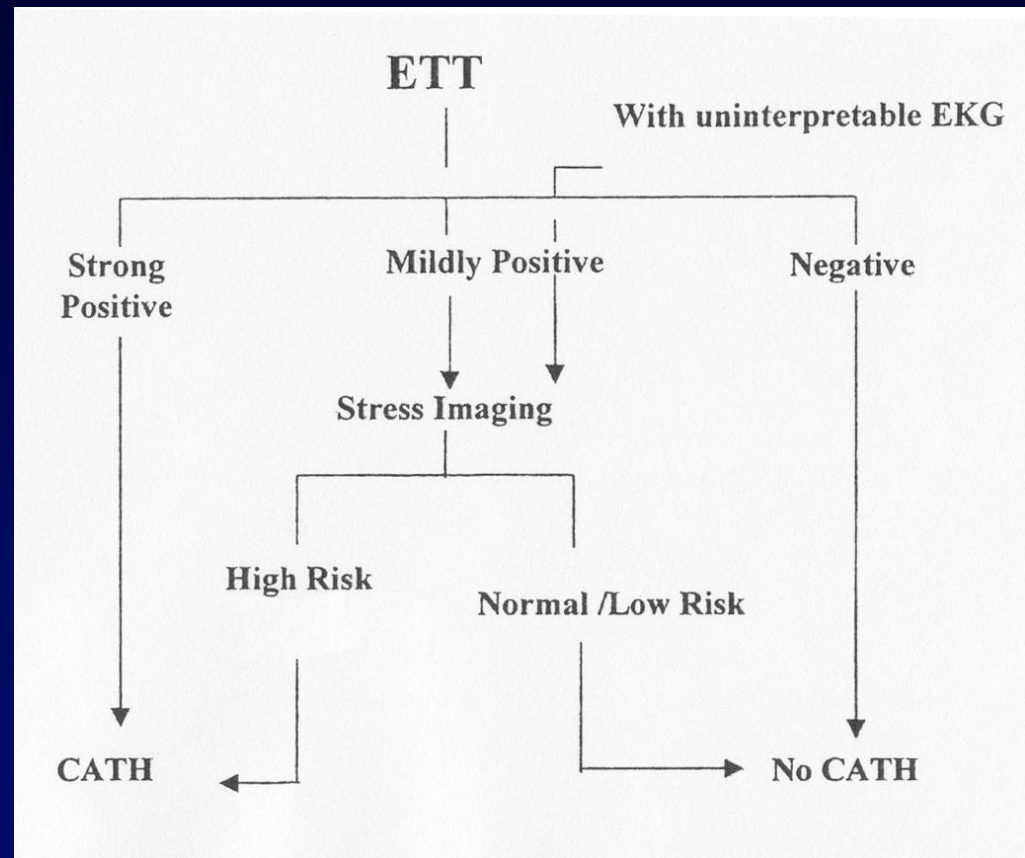 ETT
With uninterpretable EKG
Strong
Positive
Mildly Positive
Negative
Stress Imaging
High Risk
Normal /Low Risk
CATH
No CATH